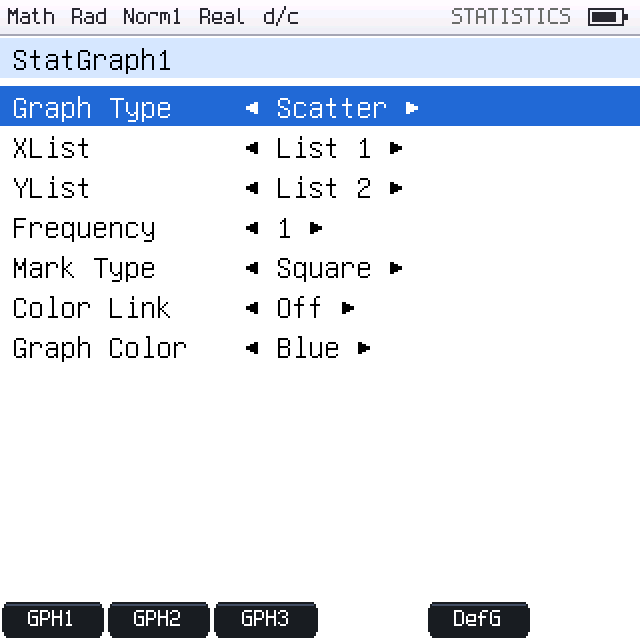 Math Rad Norm1 Real d/c STATISTICS
StatGraph1
Graph Type ◄ Scatter ►
XList ◄ List 1 ►
YList ◄ List 2 ►
Frequency ◄ 1 ►
Mark Type ◄ Square ►
Color Link ◄ Off ►
Graph Color ◄ Blue ►
GPH1 GPH2 GPH3 DefG